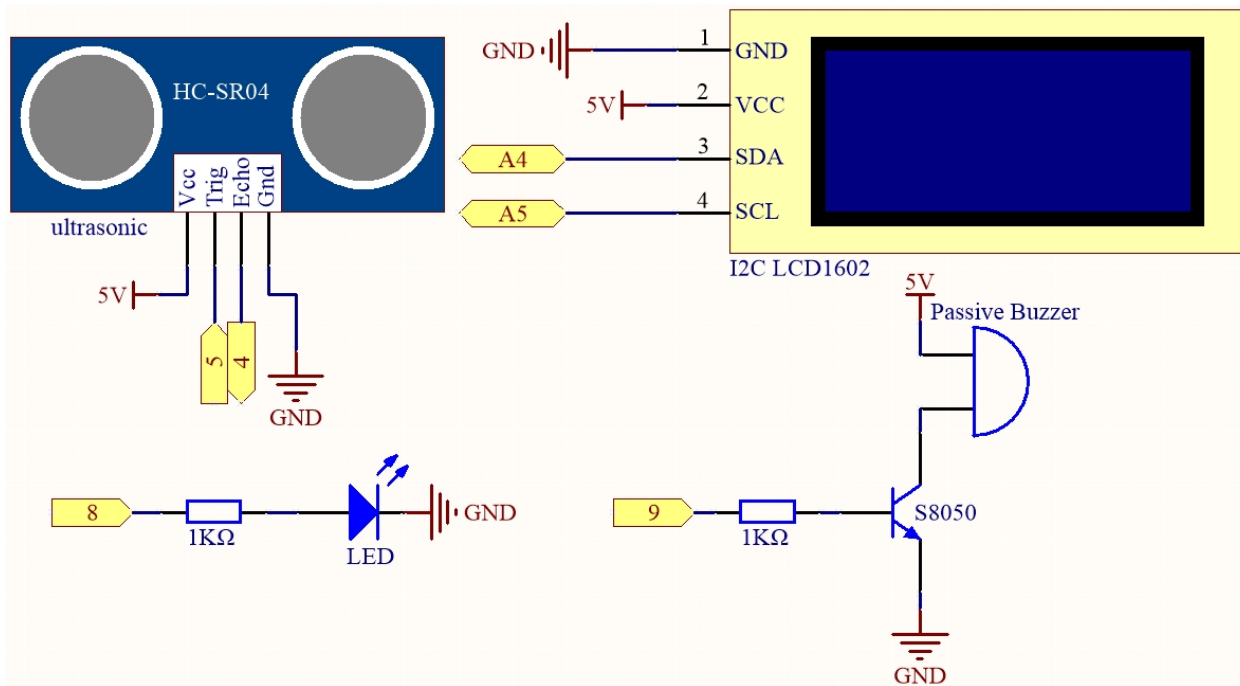 HC-SR04
Vcc
Trig
Echo
Gnd
ultrasonic
5V
5
4
GND
GND
1
GND
5V
2
VCC
A4
3
SDA
A5
4
SCL
I2C LCD1602
8
1KΩ
LED
GND
5V
Passive Buzzer
9
1KΩ
S8050
GND